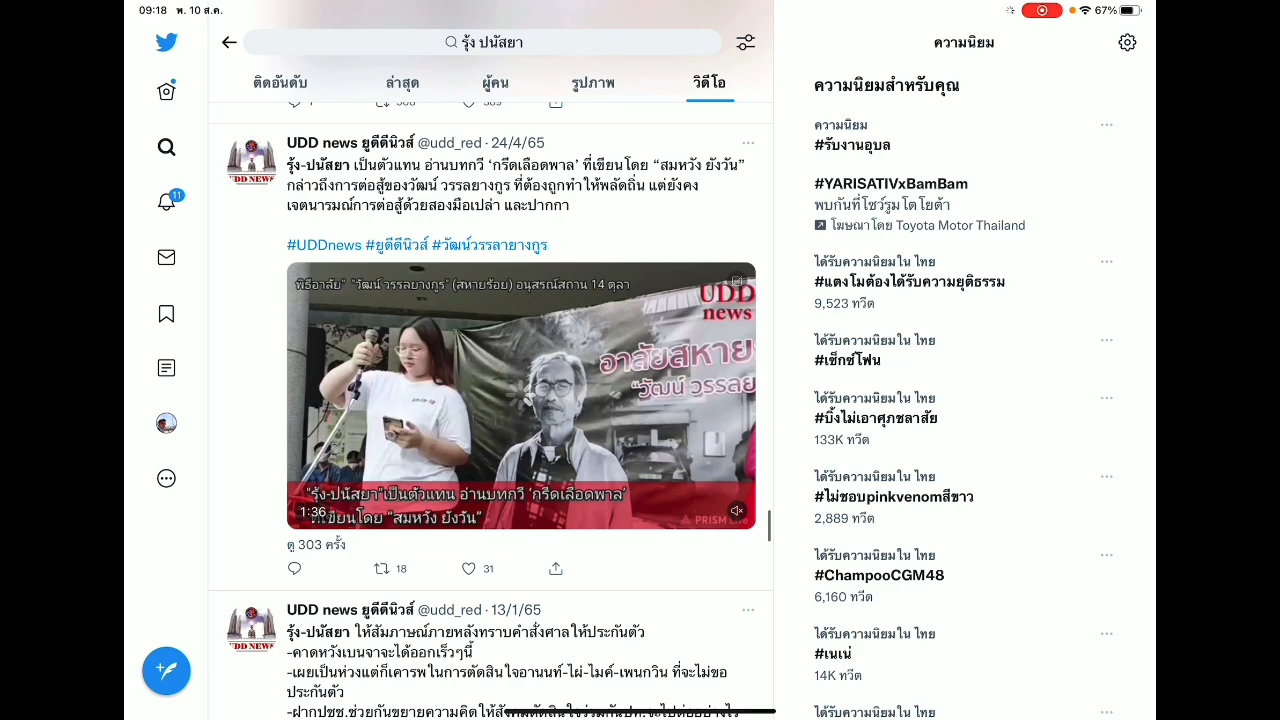 09:18 พ. 10 ส.ค.
67%
รุ้ง ปนัสยา
ติดอันดับ ล่าสุด ผู้คน รูปภาพ วิดีโอ
UDD news ยูดีดีนิวส์ @udd_red · 24/4/65
รุ้ง-ปนัสยา เป็นตัวแทน อ่านบทกวี ‘กรีดเลือดพาล’ ที่เขียนโดย “สมหวัง ยังวัน”
กล่าวถึงการต่อสู้ของวัฒน์ วรรลยางกูร ที่ต้องถูกทำให้พลัดถิ่น แต่ยังคง
เจตนารมณ์การต่อสู้ด้วยสองมือเปล่า และปากกา
#UDDnews #ยูดีดีนิวส์ #วัฒน์วรรลายางกูร
พิธีอาลัย" "วัฒน์ วรรลยางกูร" (สหายร้อย) อนุสรณ์สถาน 14 ตุลา
UDD
news
อาลัยสหาย
"วัฒน์ วรรลย
"รุ้ง-ปนัสยา"เป็นตัวแทน อ่านบทกวี ‘กรีดเลือดพาล’
1:36
ที่เขียนโดย "สมหวัง ยังวัน"
ดู 303 ครั้ง
18 31
UDD news ยูดีดีนิวส์ @udd_red · 13/1/65
รุ้ง-ปนัสยา ให้สัมภาษณ์ภายหลังทราบคำสั่งศาลให้ประกันตัว
-คาดหวังเบนจาจะได้ออกเร็วๆนี้
-เผยเป็นห่วงแต่ก็เคารพในการตัดสินใจอานนท์-ไผ่-ไมค์-เพนกวิน ที่จะไม่ขอ
ประกันตัว
11
ความนิยม
ความนิยมสำหรับคุณ
ความนิยม
#รับงานอุบล
#YARISATIVxBamBam
พบกันที่โชว์รูมโตโยต้า
โฆษณาโดย Toyota Motor Thailand
ได้รับความนิยมใน ไทย
#แตงโมต้องได้รับความยุติธรรม
9,523 ทวีต
ได้รับความนิยมใน ไทย
#เซ็กซ์โฟน
ได้รับความนิยมใน ไทย
#บิ้งไม่เอาศุภชลาสัย
133K ทวีต
ได้รับความนิยมใน ไทย
#ไม่ชอบpinkvenomสีขาว
2,889 ทวีต
ได้รับความนิยมใน ไทย
#ChampooCGM48
6,160 ทวีต
ได้รับความนิยมใน ไทย
#เนเน่
14K ทวีต
ได้รับความนิยมใน ไทย